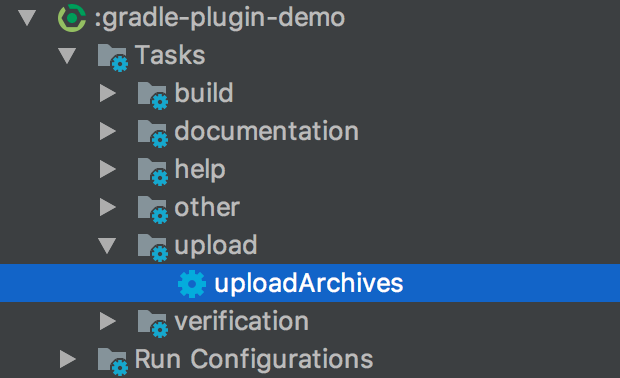 :gradle-plugin-demo
Tasks
build
documentation
help
other
upload
uploadArchives
verification
Run Configurations